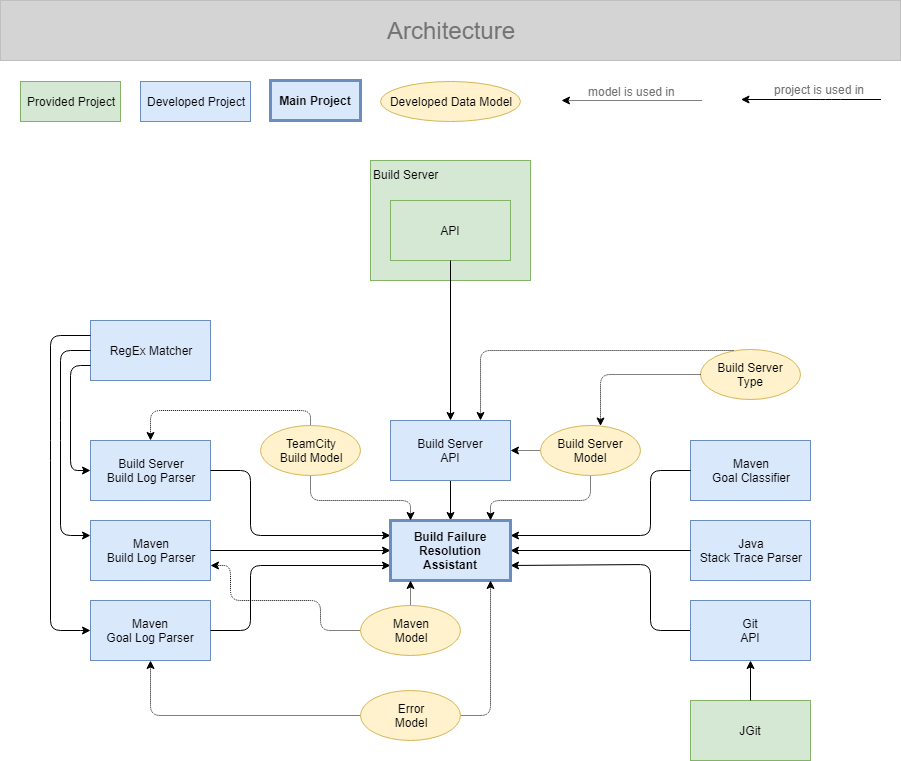 Architecture
Provided Project
Developed Project
Main Project
Developed Data Model
model is used in
project is used in
Build Server
API
RegEx Matcher
Build Server
Type
Build Server
Build Log Parser
TeamCity
Build Model
Build Server
API
Build Server
Model
Maven
Goal Classifier
Maven
Build Log Parser
Build Failure
Resolution
Assistant
Java
Stack Trace Parser
Maven
Goal Log Parser
Maven
Model
Git
API
Error
Model
JGit